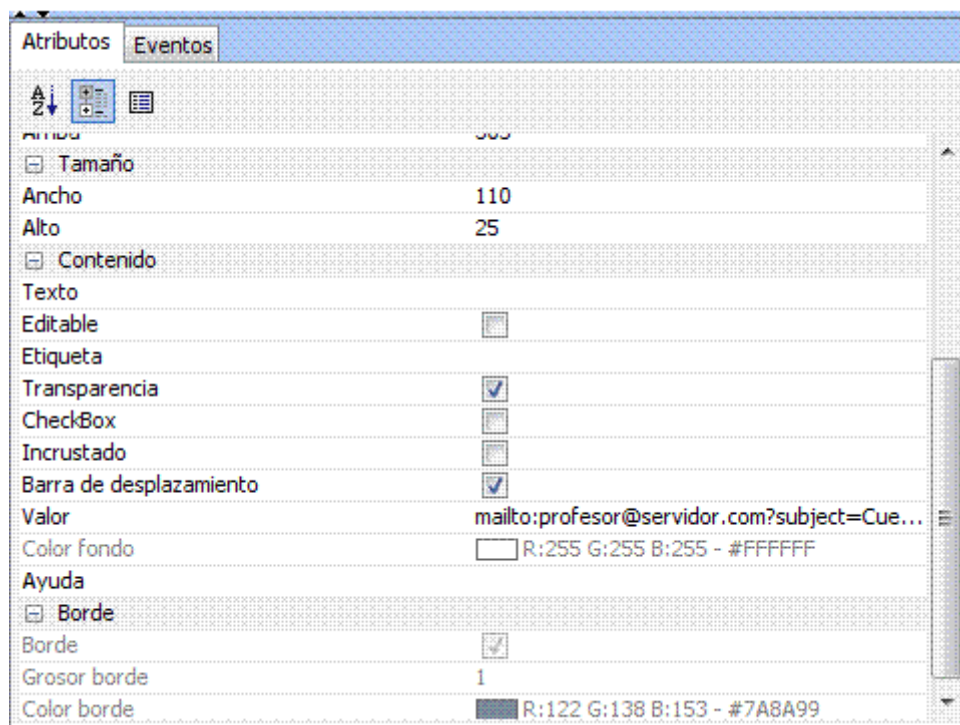 Atributos Eventos
Tamaño
Ancho 110
Alto 25
Contenido
Texto
Editable
Etiqueta
Transparencia
CheckBox
Incrustado
Barra de desplazamiento
Valor mailto:profesor@servidor.com?subject=Cue...
Color fondo R:255 G:255 B:255 - #FFFFFF
Ayuda
Borde
Borde
Grosor borde 1
Color borde R:122 G:138 B:153 - #7A8A99